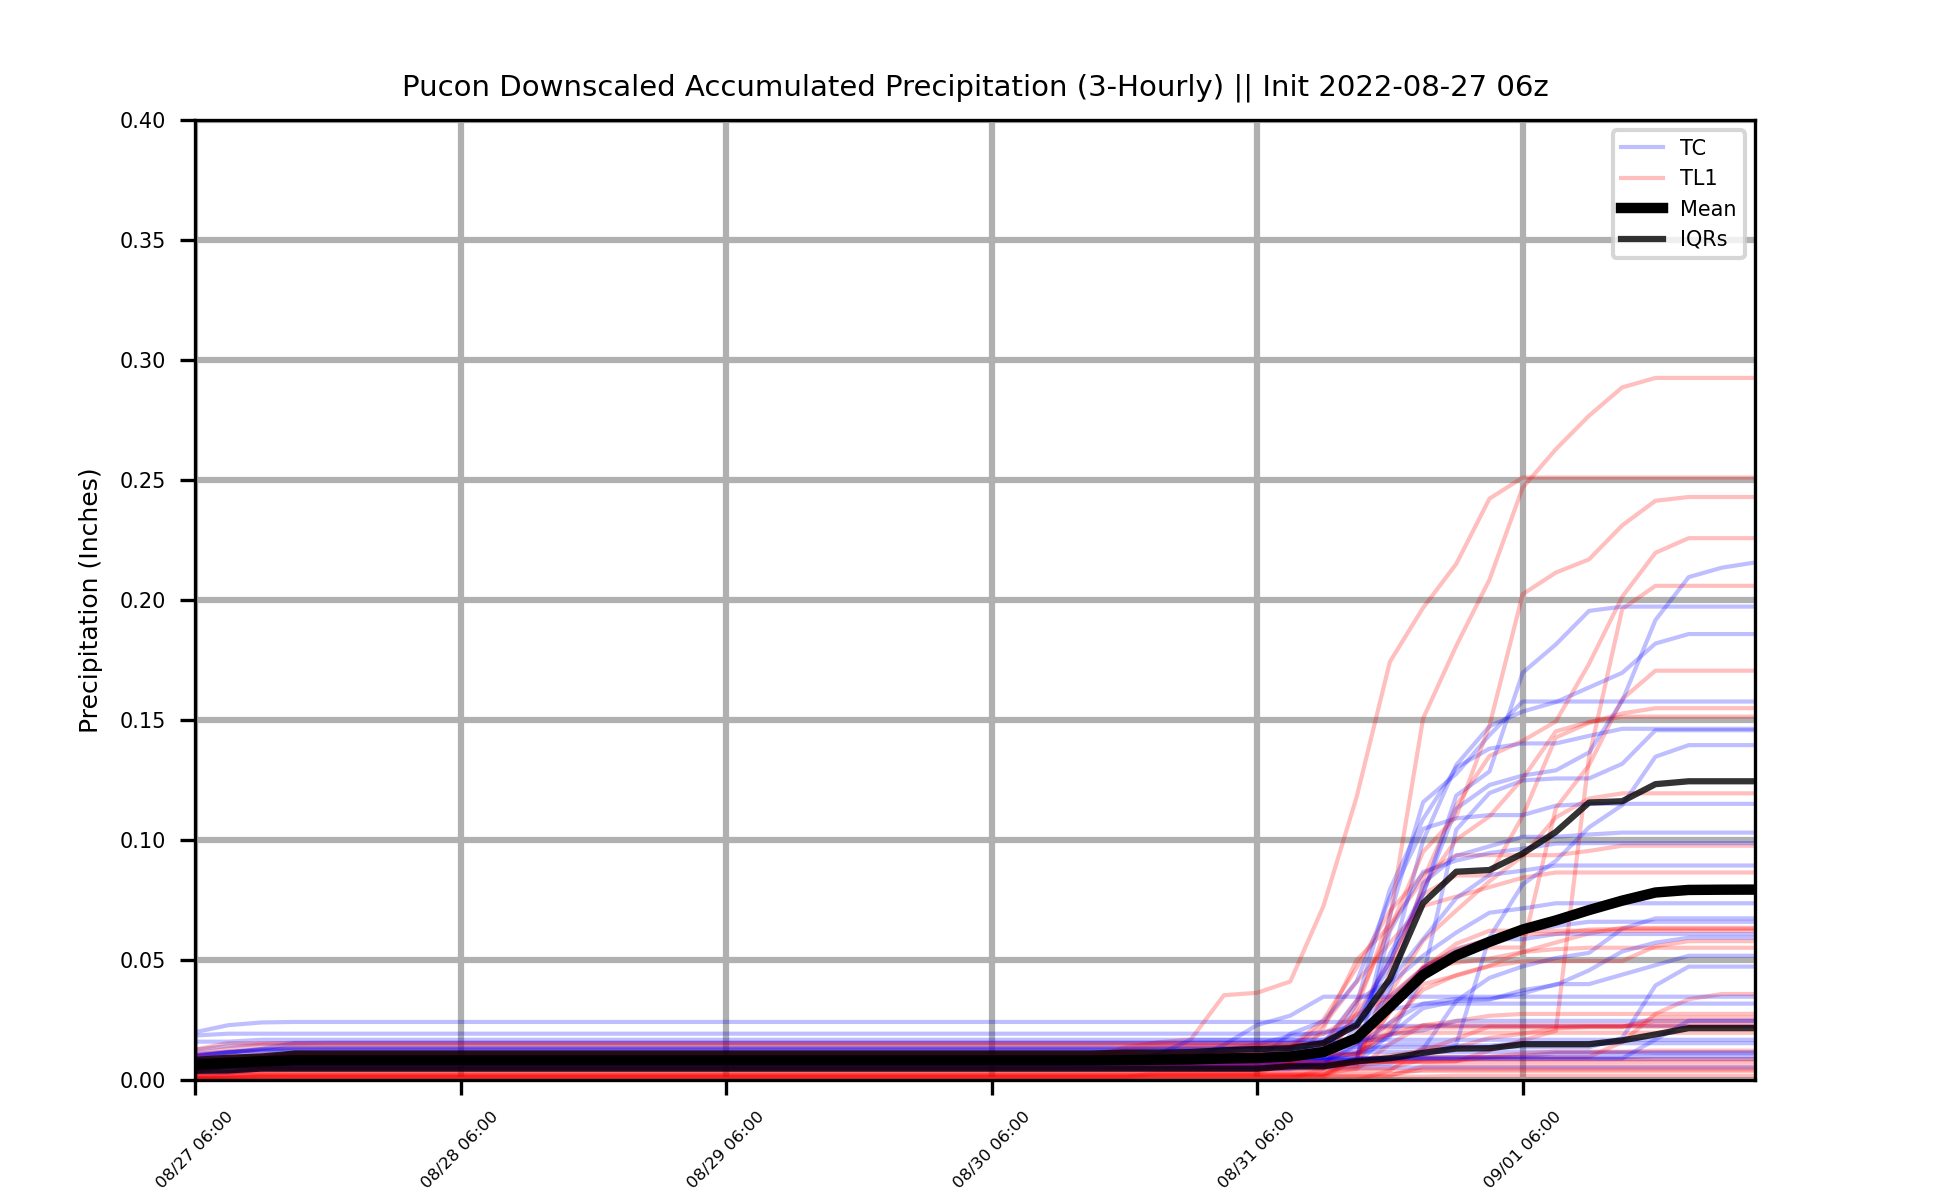 Pucon Downscaled Accumulated Precipitation (3-Hourly) || Init 2022-08-27 06z
0.40
0.35
0.30
0.25
0.20
0.15
0.10
0.05
0.00
Precipitation (Inches)
TC
TL1
Mean
IQRs
08/27 06:00
08/28 06:00
08/29 06:00
08/30 06:00
08/31 06:00
09/01 06:00